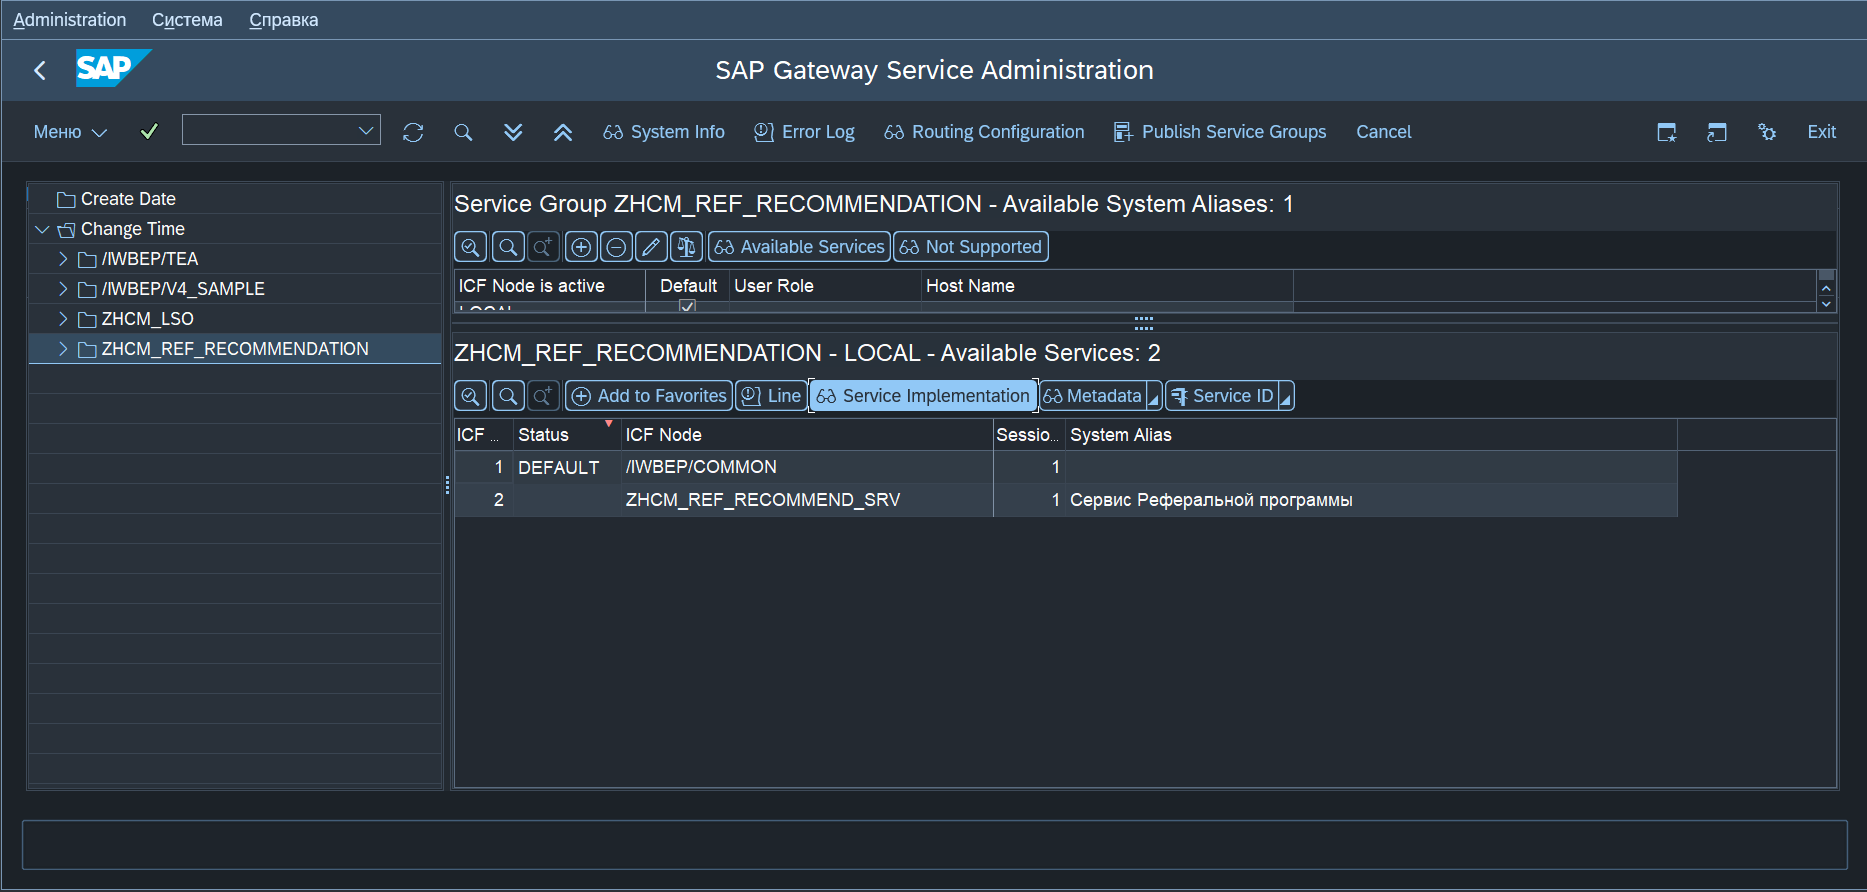 Administration Система Справка
SAP SAP Gateway Service Administration
Меню System Info Error Log Routing Configuration Publish Service Groups Cancel Exit
Create Date
Change Time
/IWBEP/TEA
/IWBEP/V4_SAMPLE
ZHCM_LSO
ZHCM_REF_RECOMMENDATION
Service Group ZHCM_REF_RECOMMENDATION - Available System Aliases: 1
Available Services Not Supported
ICF Node is active Default User Role Host Name
LOCAL
ZHCM_REF_RECOMMENDATION - LOCAL - Available Services: 2
Add to Favorites Line Service Implementation Metadata Service ID
ICF ... Status ICF Node Sessio... System Alias
1 DEFAULT /IWBEP/COMMON 1
2 ZHCM_REF_RECOMMEND_SRV 1 Сервис Реферальной программы